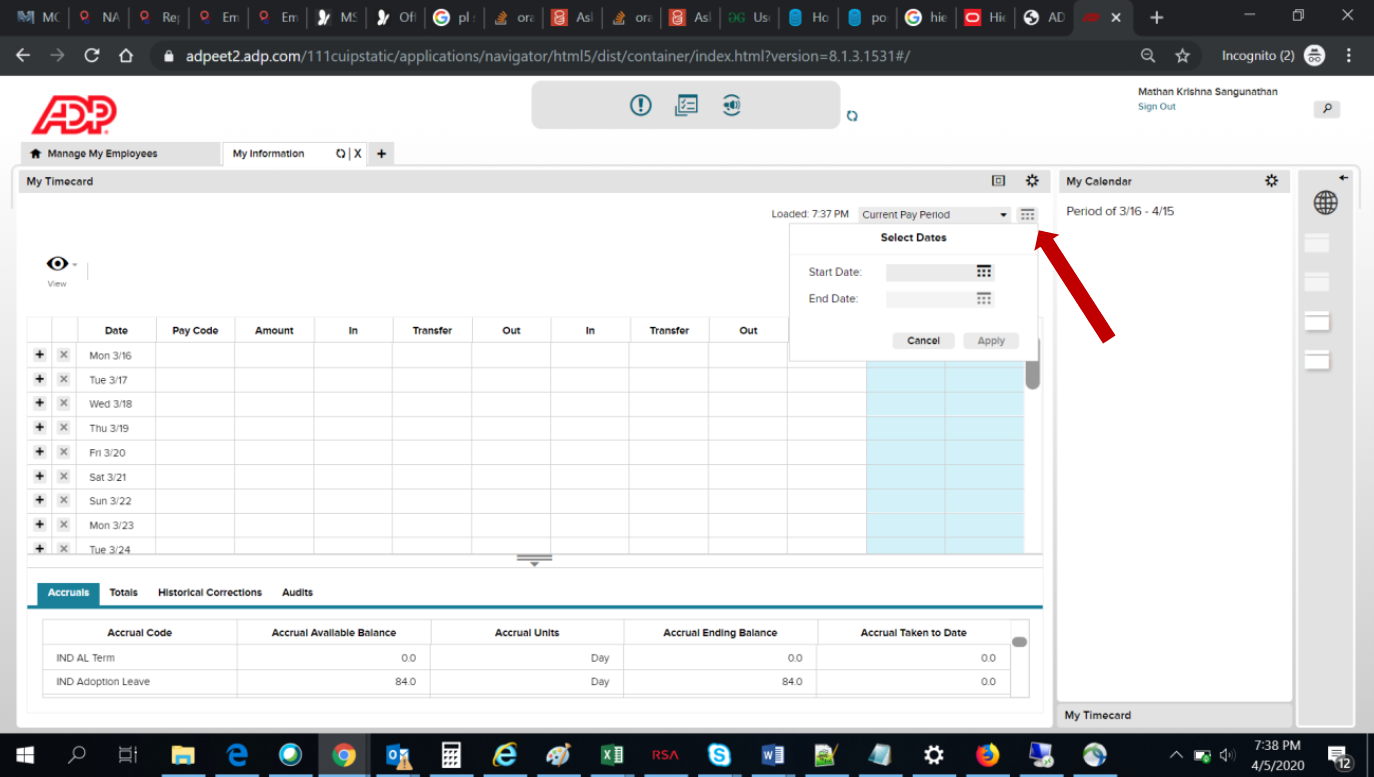 MC NA Rep Em Em MS Off pl s ora Asl ora Asl Use Ho po hie Hie AD
adpeet2.adp.com/111cuipstatic/applications/navigator/html5/dist/container/index.html?version=8.1.3.1531#/
Incognito (2)
ADP
Mathan Krishna Sangunathan
Sign Out
Manage My Employees
My Information X +
My Timecard
My Calendar
Loaded: 7:37 PM Current Pay Period
Period of 3/16 - 4/15
Select Dates
Start Date:
End Date:
Cancel Apply
View
Date Pay Code Amount In Transfer Out In Transfer Out
Mon 3/16
Tue 3/17
Wed 3/18
Thu 3/19
Fri 3/20
Sat 3/21
Sun 3/22
Mon 3/23
Tue 3/24
Accruals Totals Historical Corrections Audits
Accrual Code Accrual Available Balance Accrual Units Accrual Ending Balance Accrual Taken to Date
IND AL Term 0.0 Day 0.0 0.0
IND Adoption Leave 84.0 Day 84.0 0.0
My Timecard
RSA
7:38 PM
4/5/2020
12